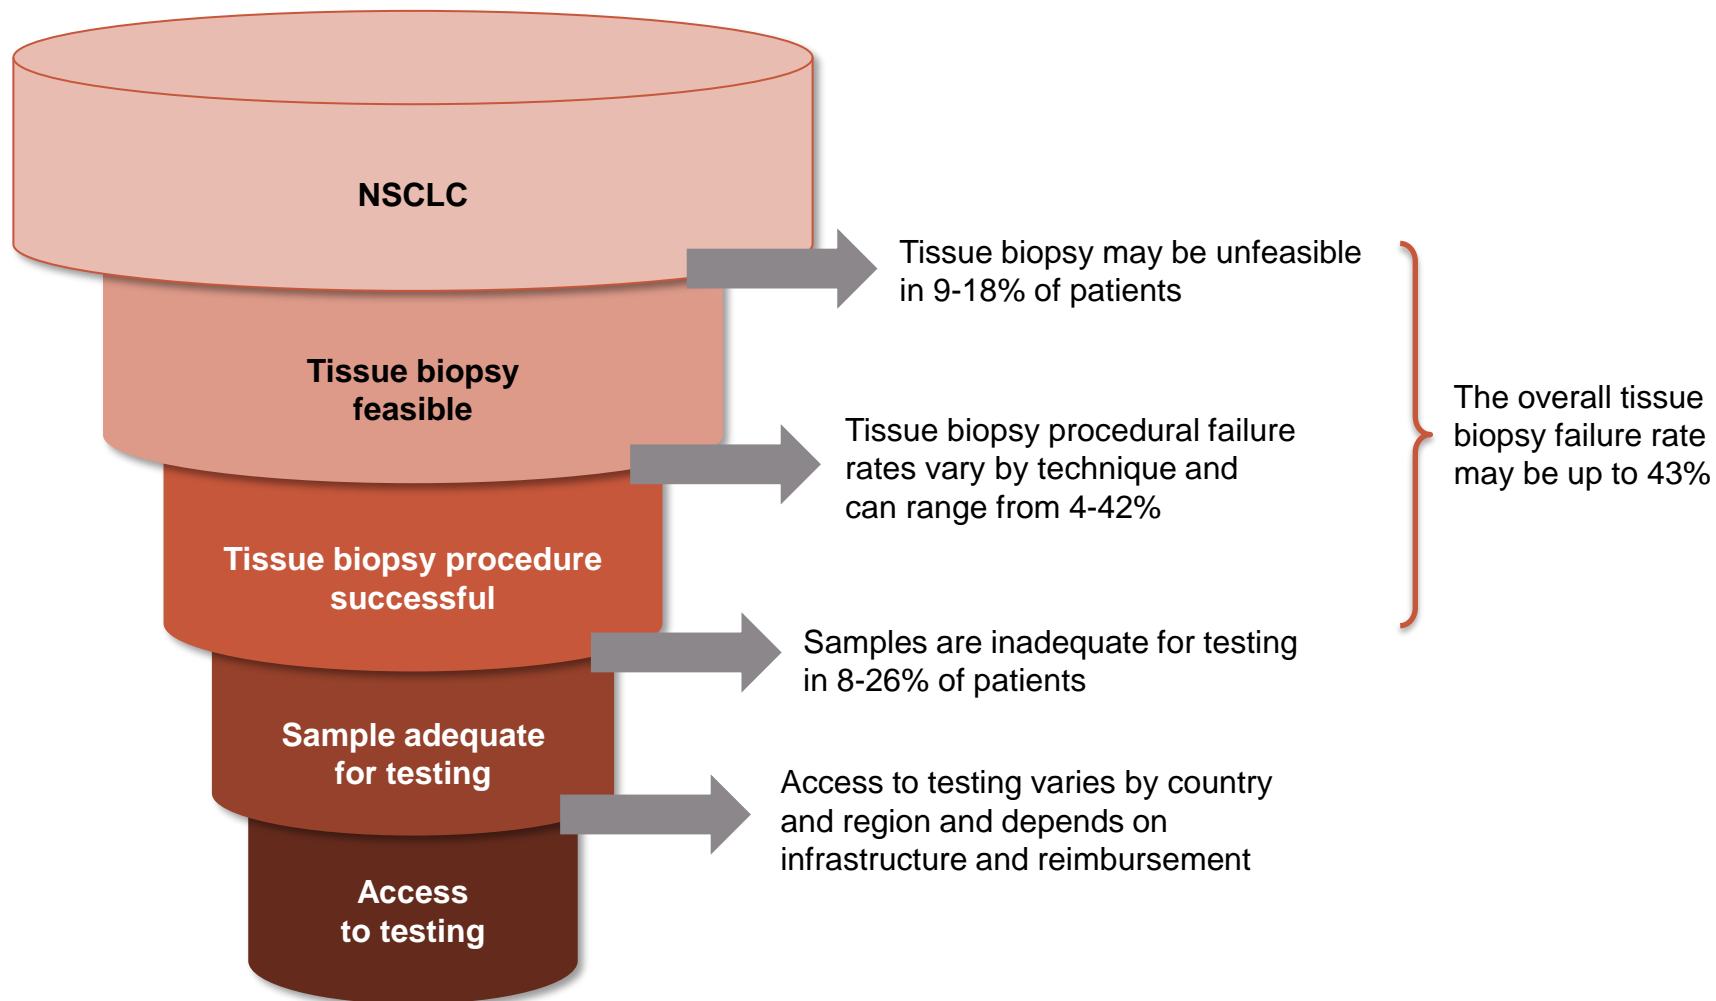 NSCLC
Tissue biopsy may be unfeasible
in 9-18% of patients
Tissue biopsy
feasible
Tissue biopsy procedural failure
rates vary by technique and
can range from 4-42%
The overall tissue
biopsy failure rate
may be up to 43%
Tissue biopsy procedure
successful
Samples are inadequate for testing
in 8-26% of patients
Sample adequate
for testing
Access to testing varies by country
and region and depends on
infrastructure and reimbursement
Access
to testing